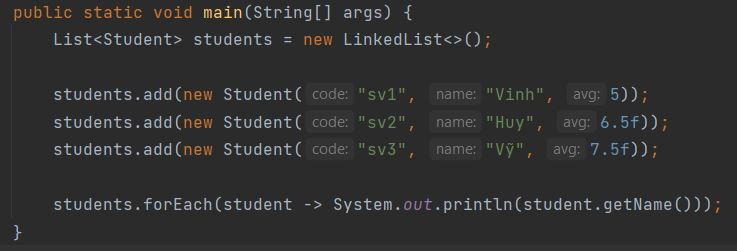 public static void main(String[] args) {
List<Student> students = new LinkedList<>();
students.add(new Student( code: "sv1", name: "Vinh", avg: 5));
students.add(new Student( code: "sv2", name: "Huy", avg: 6.5f));
students.add(new Student( code: "sv3", name: "Vỹ", avg: 7.5f));
students.forEach(student -> System.out.println(student.getName()));
}